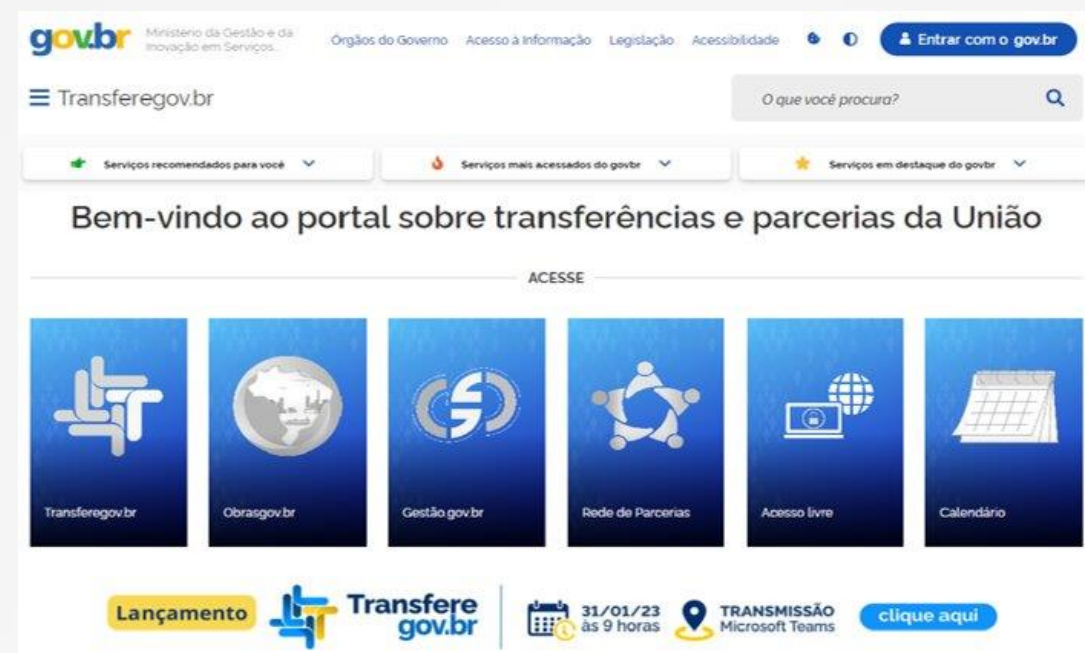 gov.br
Ministério da Gestão e da
Inovação em Serviços...
Órgãos do Governo Acesso à Informação Legislação Acessibilidade
Entrar com o gov.br
Transferegov.br
O que você procura?
Serviços recomendados para você
Serviços mais acessados do govbr
Serviços em destaque do govbr
Bem-vindo ao portal sobre transferências e parcerias da União
ACESSE
Transferegov.br
Obrasgov.br
Gestão.gov.br
Rede de Parcerias
Acesso livre
Calendário
Lançamento
Transfere
gov.br
31/01/23
às 9 horas
TRANSMISSÃO
Microsoft Teams
clique aqui